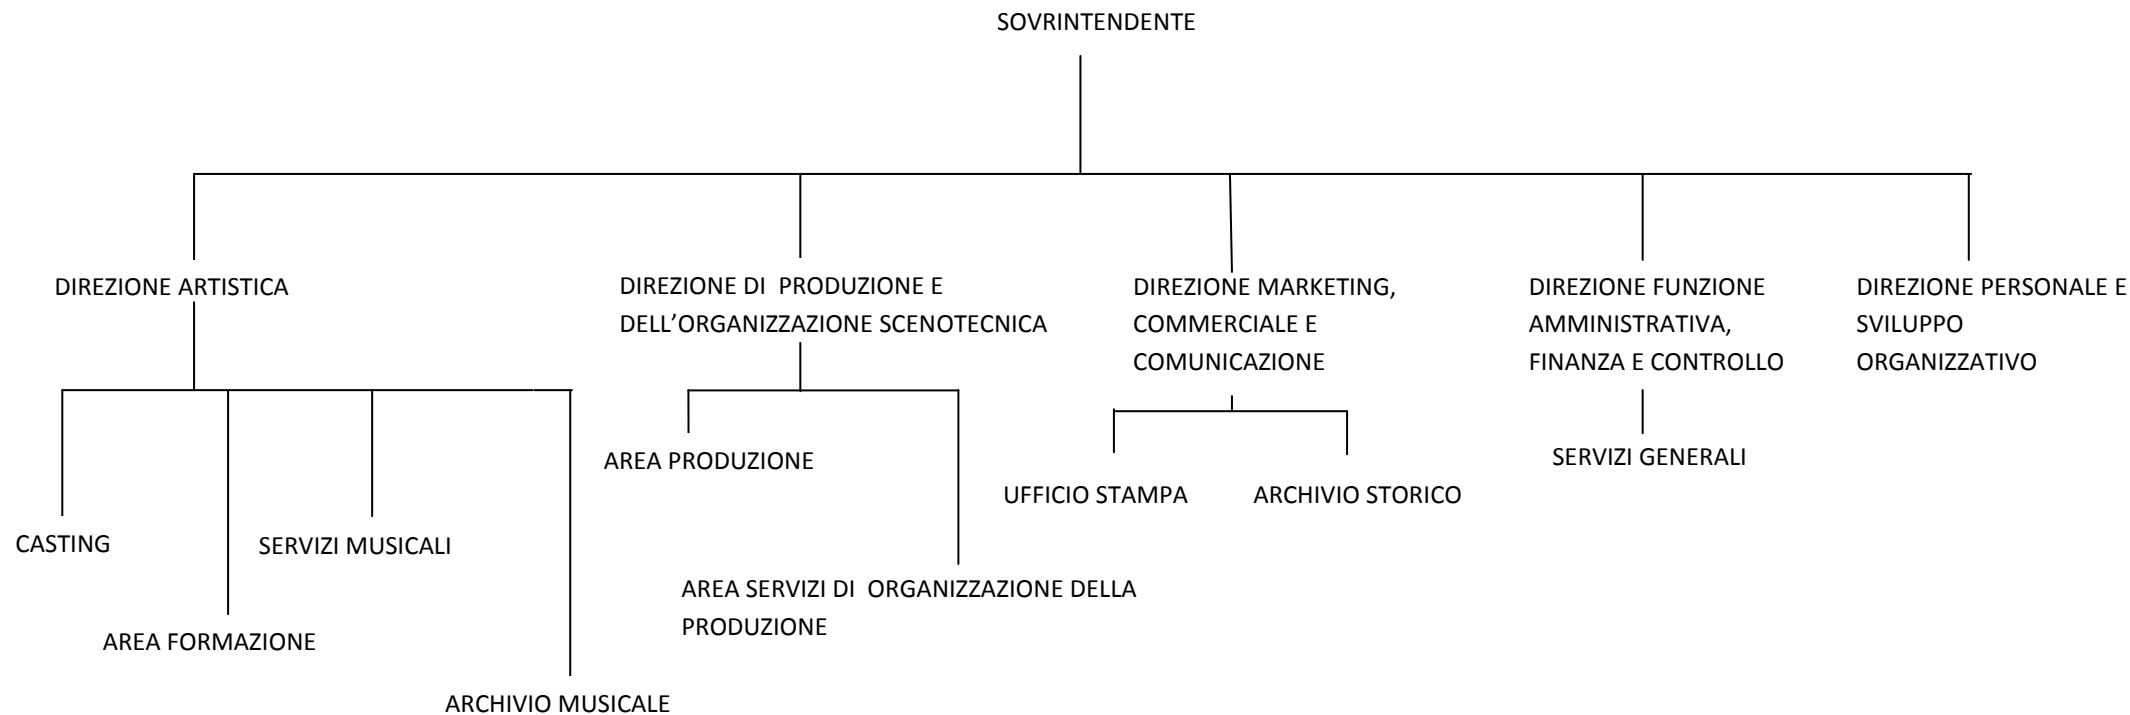 SOVRINTENDENTE
DIREZIONE ARTISTICA
DIREZIONE DI  PRODUZIONE E
DELL’ORGANIZZAZIONE SCENOTECNICA
DIREZIONE MARKETING,
COMMERCIALE E
COMUNICAZIONE
DIREZIONE FUNZIONE
AMMINISTRATIVA,
FINANZA E CONTROLLO
DIREZIONE PERSONALE E
SVILUPPO
ORGANIZZATIVO
CASTING
AREA FORMAZIONE
SERVIZI MUSICALI
ARCHIVIO MUSICALE
AREA PRODUZIONE
AREA SERVIZI DI  ORGANIZZAZIONE DELLA
PRODUZIONE
UFFICIO STAMPA
ARCHIVIO STORICO
SERVIZI GENERALI